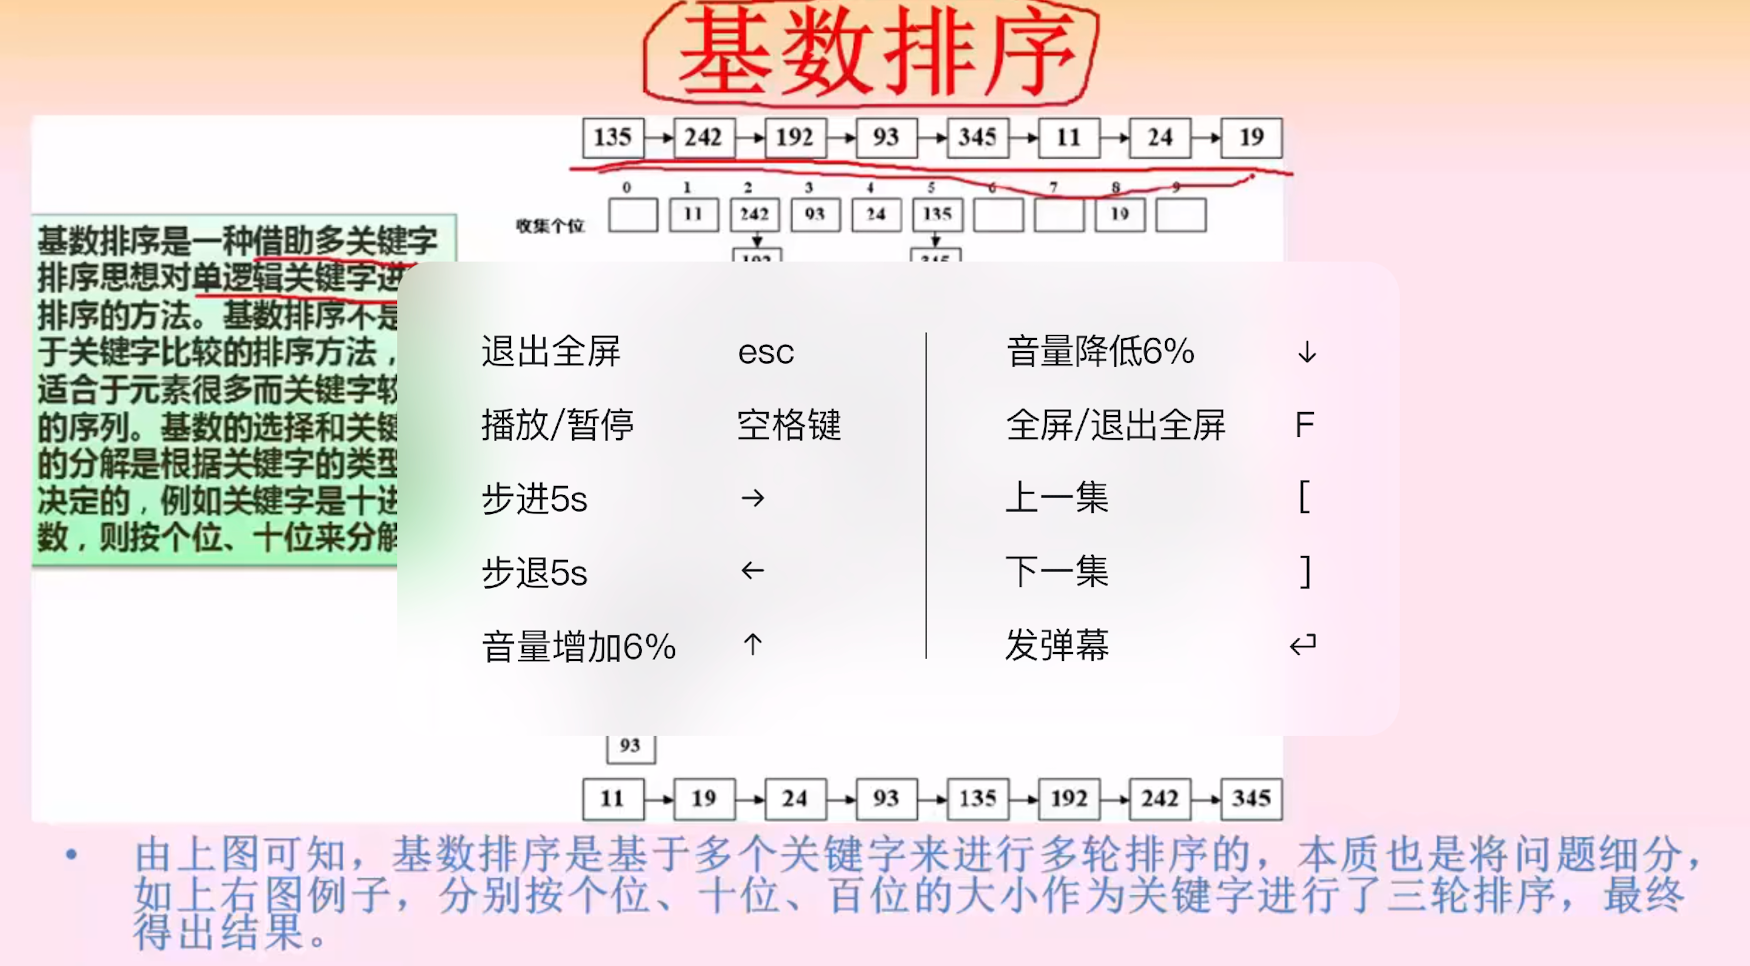 基数排序
135 242 192 93 345 11 24 19
0 1 2 3 4 5 6 7 8 9
收集个位 11 242 93 24 135 19
基数排序是一种借助多关键字
排序思想对单逻辑关键字进
排序的方法。基数排序不是
于关键字比较的排序方法，
适合于元素很多而关键字较
的序列。基数的选择和关键
的分解是根据关键字的类型
决定的，例如关键字是十进
数，则按个位、十位来分解
退出全屏 esc
播放/暂停 空格键
步进5s →
步退5s ←
音量增加6% ↑
音量降低6% ↓
全屏/退出全屏 F
上一集 [
下一集 ]
发弹幕 ↵
93
11 19 24 93 135 192 242 345
• 由上图可知，基数排序是基于多个关键字来进行多轮排序的，本质也是将问题细分，
如上右图例子，分别按个位、十位、百位的大小作为关键字进行了三轮排序，最终
得出结果。